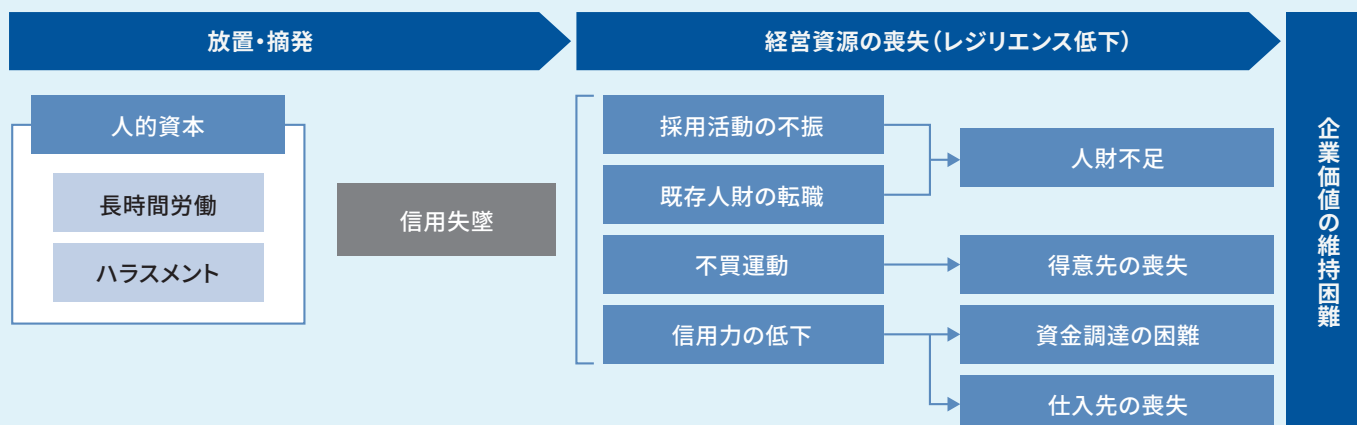 放置・摘発
経営資源の喪失（レジリエンス低下）
人的資本
長時間労働
ハラスメント
信用失墜
採用活動の不振
既存人財の転職
不買運動
信用力の低下
人財不足
得意先の喪失
資金調達の困難
仕入先の喪失
企業価値の維持困難